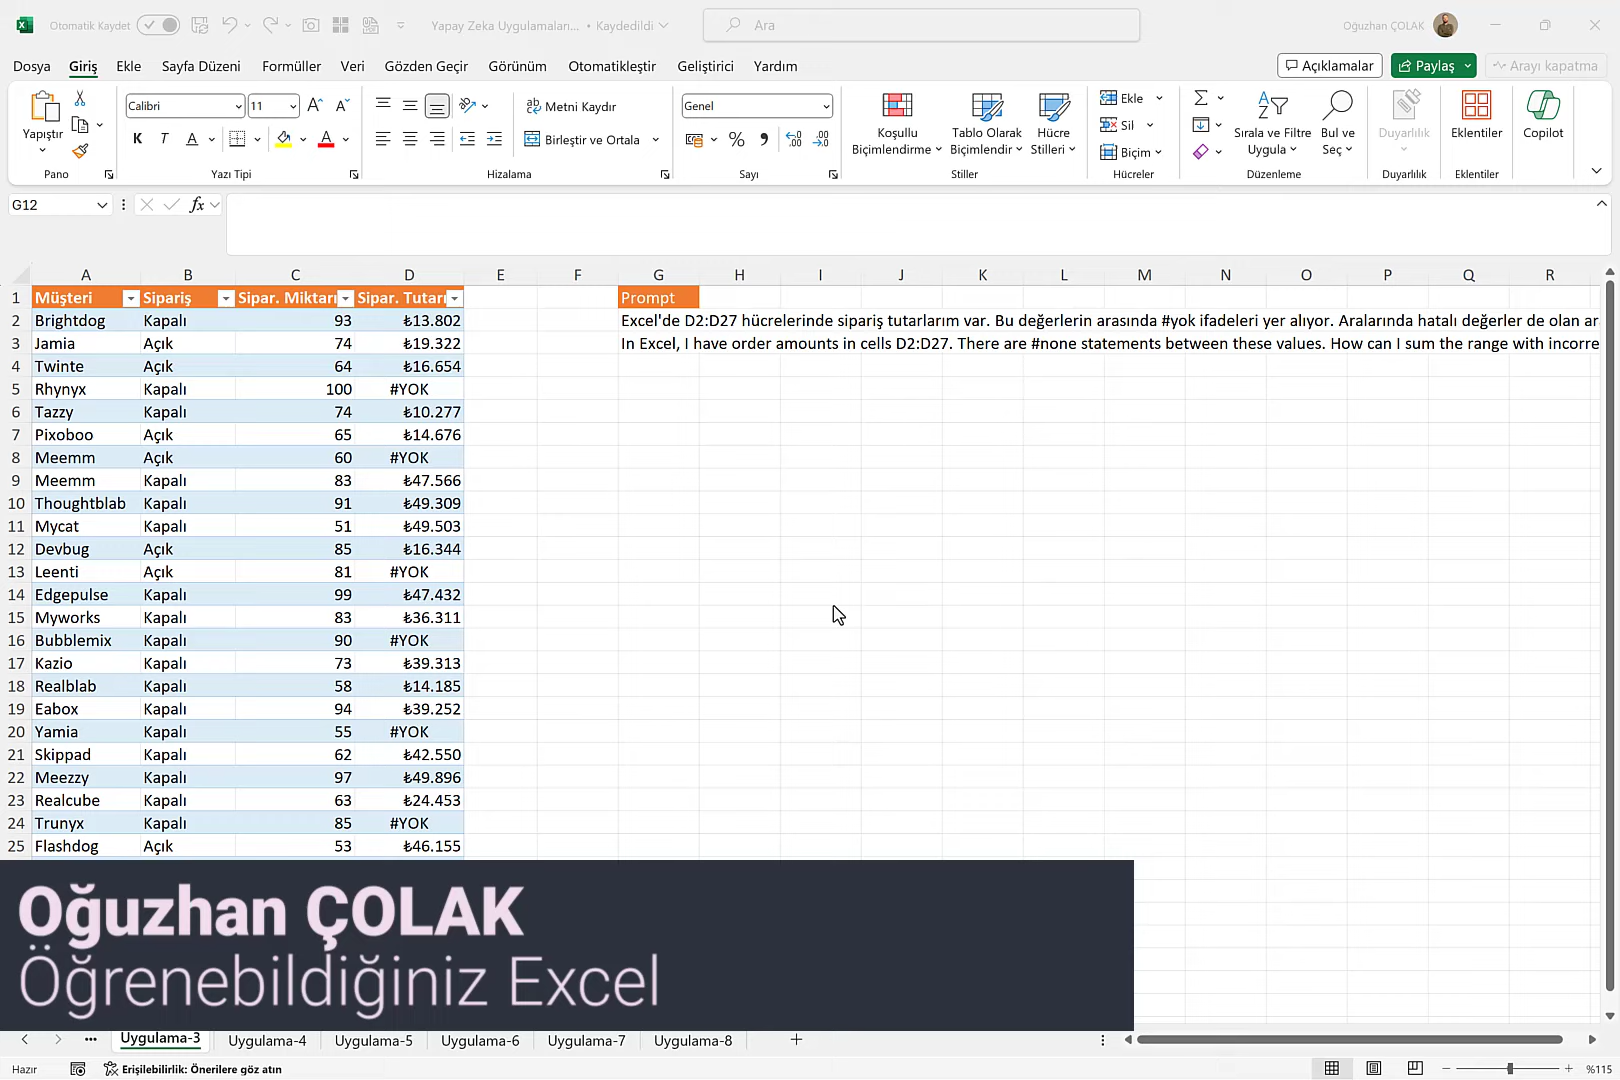 Otomatik Kaydet
Yapay Zeka Uygulamaları... • Kaydedildi
Ara
Oğuzhan ÇOLAK
Dosya Giriş Ekle Sayfa Düzeni Formüller Veri Gözden Geçir Görünüm Otomatikleştir Geliştirici Yardım
Açıklamalar Paylaş Arayı kapatma
Yapıştır
Pano
Calibri 11
K T A
Yazı Tipi
Metni Kaydır
Birleştir ve Ortala
Hizalama
Genel
Sayı
Koşullu Biçimlendirme
Tablo Olarak Biçimlendir
Hücre Stilleri
Stiller
Ekle
Sil
Biçim
Hücreler
Sırala ve Filtre Uygula
Bul ve Seç
Düzenleme
Duyarlılık
Duyarlılık
Eklentiler
Eklentiler
Copilot
G12
fx
A B C D E F G H I J K L M N O P Q R
1 Müşteri Sipariş Sipar. Miktarı Sipar. Tutarı Prompt
2 Brightdog Kapalı 93 ₺13.802 Excel'de D2:D27 hücrelerinde sipariş tutarlarım var. Bu değerlerin arasında #yok ifadeleri yer alıyor. Aralarında hatalı değerler de olan ar
3 Jamia Açık 74 ₺19.322 In Excel, I have order amounts in cells D2:D27. There are #none statements between these values. How can I sum the range with incorre
4 Twinte Açık 64 ₺16.654
5 Rhynyx Kapalı 100 #YOK
6 Tazzy Kapalı 74 ₺10.277
7 Pixoboo Açık 65 ₺14.676
8 Meemm Açık 60 #YOK
9 Meemm Kapalı 83 ₺47.566
10 Thoughtblab Kapalı 91 ₺49.309
11 Mycat Kapalı 51 ₺49.503
12 Devbug Açık 85 ₺16.344
13 Leenti Açık 81 #YOK
14 Edgepulse Kapalı 99 ₺47.432
15 Myworks Kapalı 83 ₺36.311
16 Bubblemix Kapalı 90 #YOK
17 Kazio Kapalı 73 ₺39.313
18 Realblab Kapalı 58 ₺14.185
19 Eabox Kapalı 94 ₺39.252
20 Yamia Kapalı 55 #YOK
21 Skippad Kapalı 62 ₺42.550
22 Meezzy Kapalı 97 ₺49.896
23 Realcube Kapalı 63 ₺24.453
24 Trunyx Kapalı 85 #YOK
25 Flashdog Açık 53 ₺46.155
Oğuzhan ÇOLAK
Öğrenebildiğiniz Excel
Uygulama-3 Uygulama-4 Uygulama-5 Uygulama-6 Uygulama-7 Uygulama-8
Hazır Erişilebilirlik: Önerilere göz atın %115